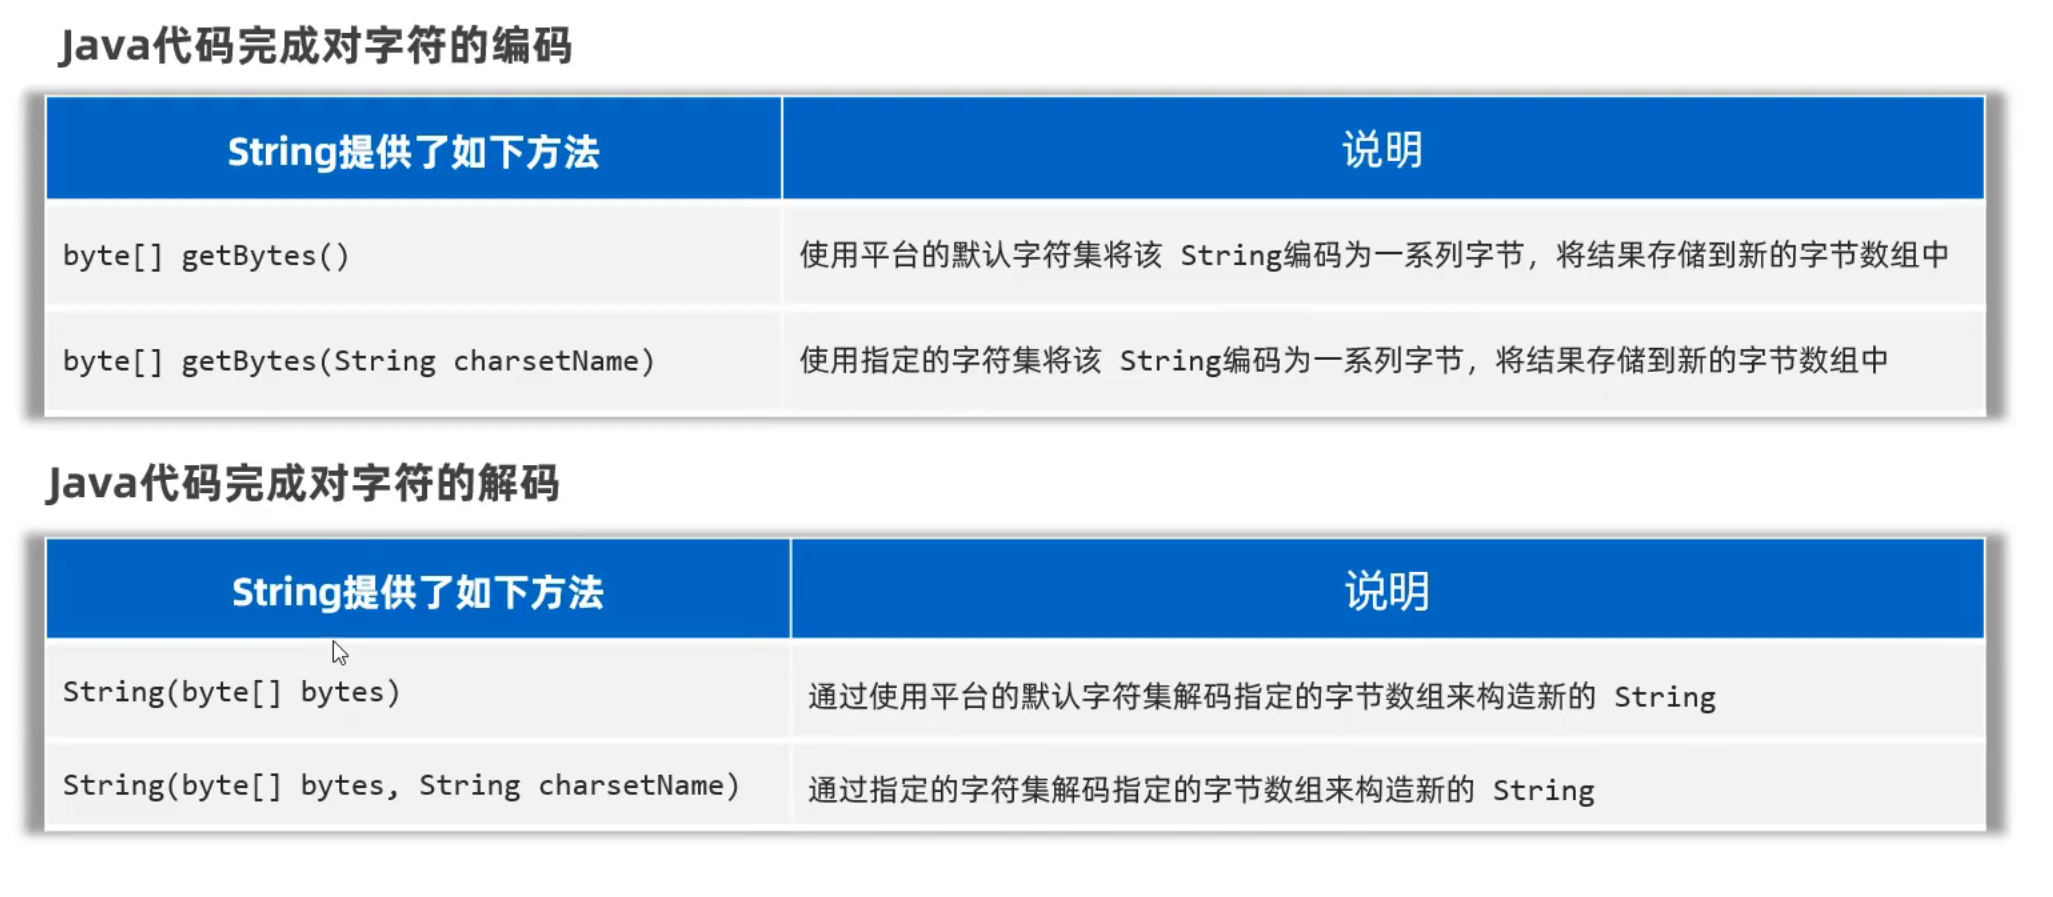 Java代码完成对字符的编码
String提供了如下方法 说明
byte[] getBytes() 使用平台的默认字符集将该 String编码为一系列字节，将结果存储到新的字节数组中
byte[] getBytes(String charsetName) 使用指定的字符集将该 String编码为一系列字节，将结果存储到新的字节数组中
Java代码完成对字符的解码
String提供了如下方法 说明
String(byte[] bytes) 通过使用平台的默认字符集解码指定的字节数组来构造新的 String
String(byte[] bytes, String charsetName) 通过指定的字符集解码指定的字节数组来构造新的 String